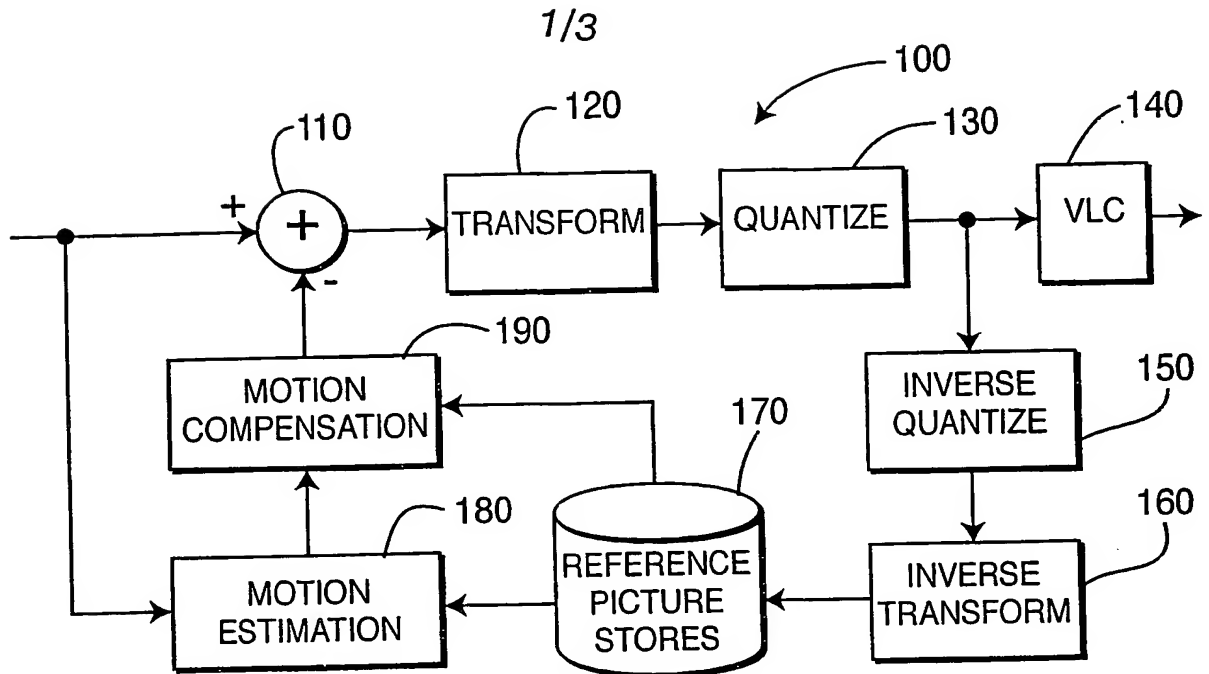 1/3
100
110
120
130
140
+
+
-
TRANSFORM
QUANTIZE
VLC
190
MOTION
COMPENSATION
170
INVERSE
QUANTIZE
150
180
MOTION
ESTIMATION
REFERENCE
PICTURE
STORES
160
INVERSE
TRANSFORM